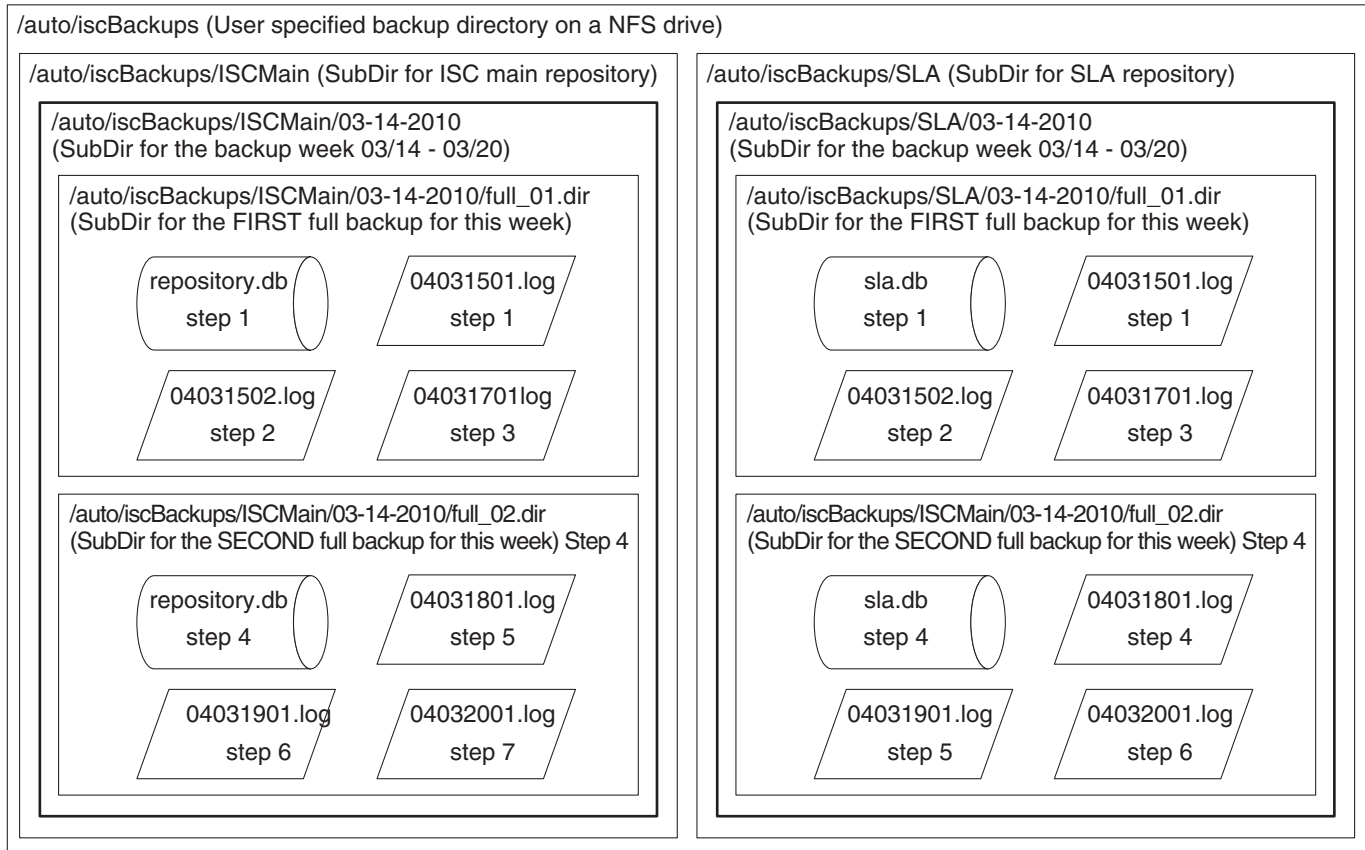 /auto/iscBackups (User specified backup directory on a NFS drive)
/auto/iscBackups/ISCMain (SubDir for ISC main repository)
/auto/iscBackups/ISCMain/03-14-2010
(SubDir for the backup week 03/14 - 03/20)
/auto/iscBackups/ISCMain/03-14-2010/full_01.dir
(SubDir for the FIRST full backup for this week)
repository.db
step 1
04031501.log
step 1
04031502.log
step 2
04031701log
step 3
/auto/iscBackups/ISCMain/03-14-2010/full_02.dir
(SubDir for the SECOND full backup for this week) Step 4
repository.db
step 4
04031801.log
step 5
04031901.log
step 6
04032001.log
step 7
/auto/iscBackups/SLA (SubDir for SLA repository)
/auto/iscBackups/SLA/03-14-2010
(SubDir for the backup week 03/14 - 03/20)
/auto/iscBackups/SLA/03-14-2010/full_01.dir
(SubDir for the FIRST full backup for this week)
sla.db
step 1
04031501.log
step 1
04031502.log
step 2
04031701.log
step 3
/auto/iscBackups/ISCMain/03-14-2010/full_02.dir
(SubDir for the SECOND full backup for this week) Step 4
sla.db
step 4
04031801.log
step 4
04031901.log
step 5
04032001.log
step 6